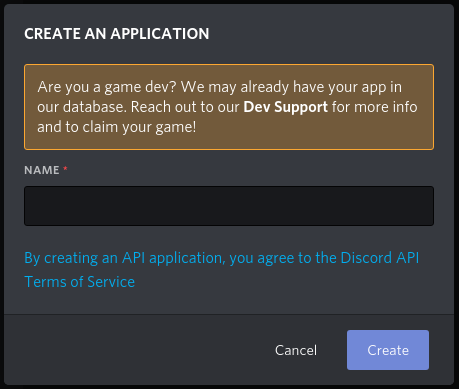 CREATE AN APPLICATION
Are you a game dev? We may already have your app in
our database. Reach out to our Dev Support for more info
and to claim your game!
NAME *
By creating an API application, you agree to the Discord API
Terms of Service
Cancel
Create